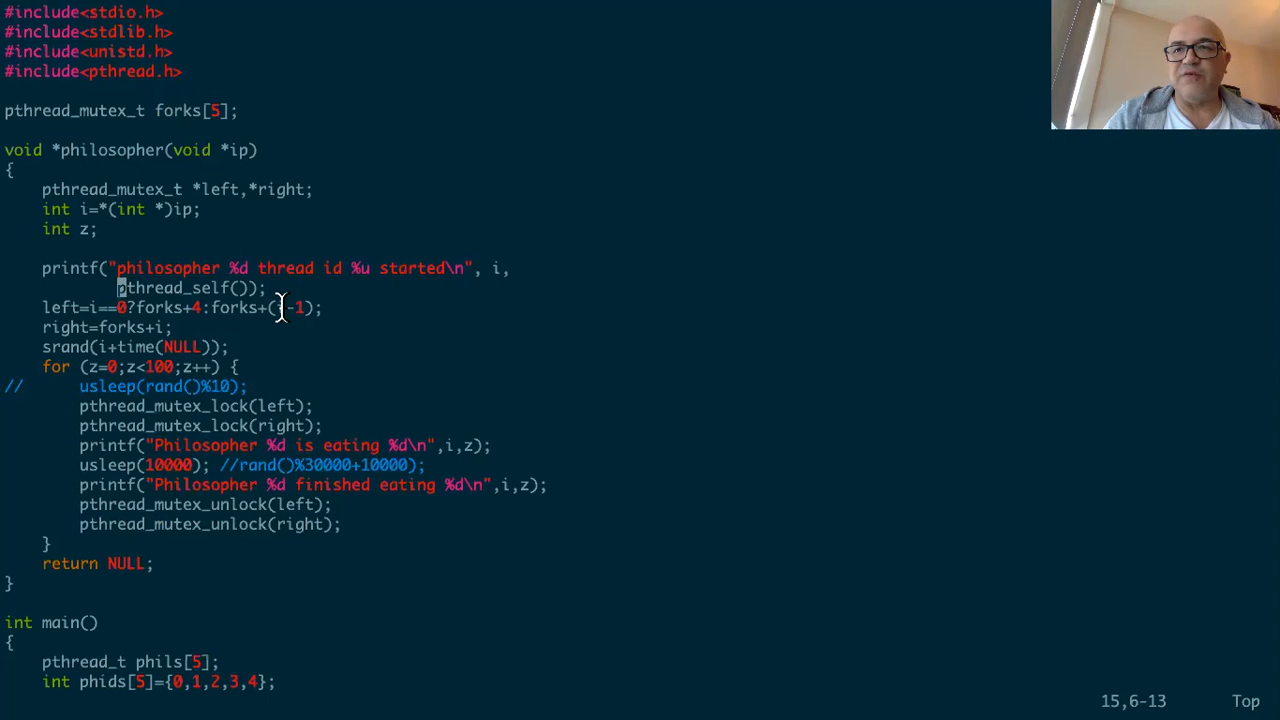 #include<stdio.h>
#include<stdlib.h>
#include<unistd.h>
#include<pthread.h>

pthread_mutex_t forks[5];

void *philosopher(void *ip)
{
    pthread_mutex_t *left,*right;
    int i=*(int *)ip;
    int z;

    printf("philosopher %d thread id %u started\n", i,
            pthread_self());
    left=i==0?forks+4:forks+(i-1);
    right=forks+i;
    srand(i+time(NULL));
    for (z=0;z<100;z++) {
//      usleep(rand()%10);
        pthread_mutex_lock(left);
        pthread_mutex_lock(right);
        printf("Philosopher %d is eating %d\n",i,z);
        usleep(10000); //rand()%30000+10000);
        printf("Philosopher %d finished eating %d\n",i,z);
        pthread_mutex_unlock(left);
        pthread_mutex_unlock(right);
    }
    return NULL;
}

int main()
{
    pthread_t phils[5];
    int phids[5]={0,1,2,3,4};
15,6-13 Top